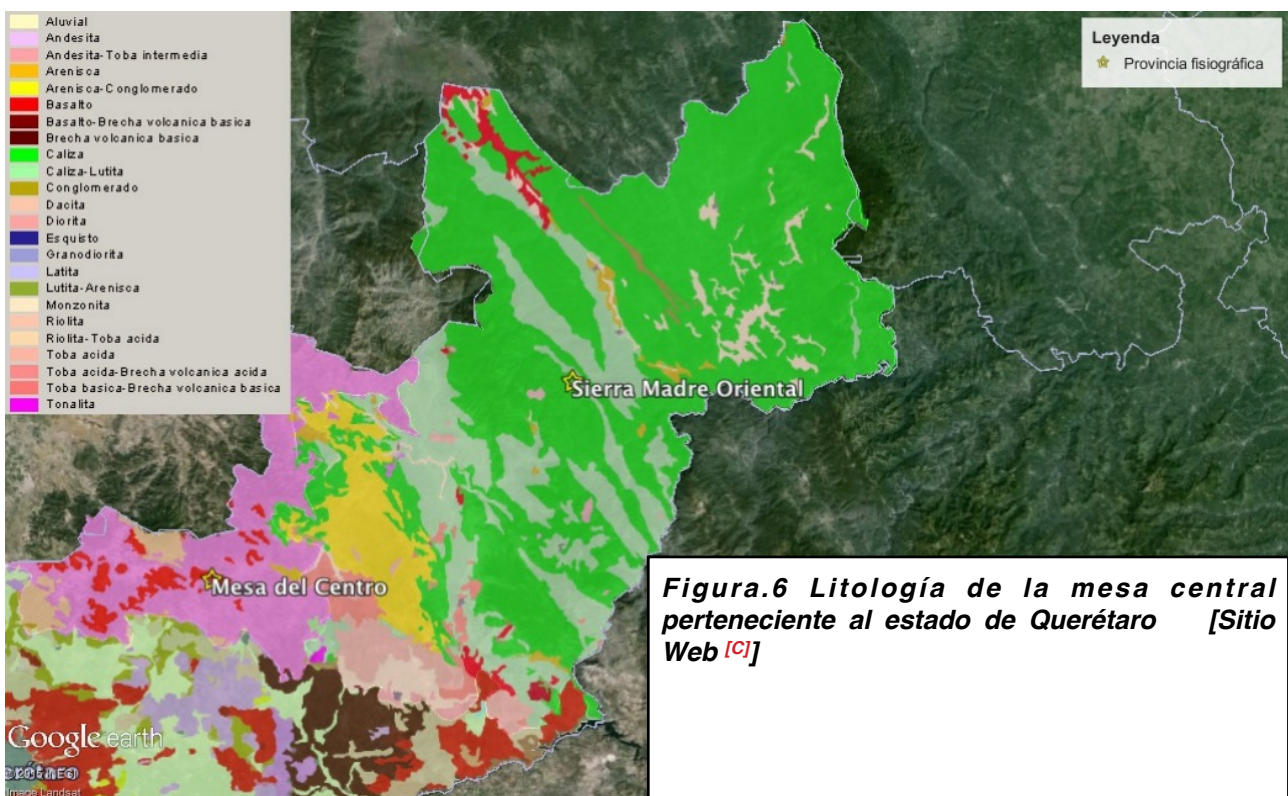 Aluvial
Andesita
Andesita-Toba intermedia
Arenisca
Arenisca-Conglomerado
Basalto
Basalto-Brecha volcanica basica
Brecha volcanica basica
Caliza
Caliza-Lutita
Conglomerado
Dacita
Diorita
Esquisto
Granodiorita
Latita
Lutita-Arenisca
Monzonita
Riolita
Riolita-Toba acida
Toba acida
Toba acida-Brecha volcanica acida
Toba basica-Brecha volcanica basica
Tonalita
Leyenda
Provincia fisiográfica
Sierra Madre Oriental
Mesa del Centro
Figura.6 Litología de la mesa central
perteneciente al estado de Querétaro [Sitio
Web [C]]
Google earth
Image Landsat